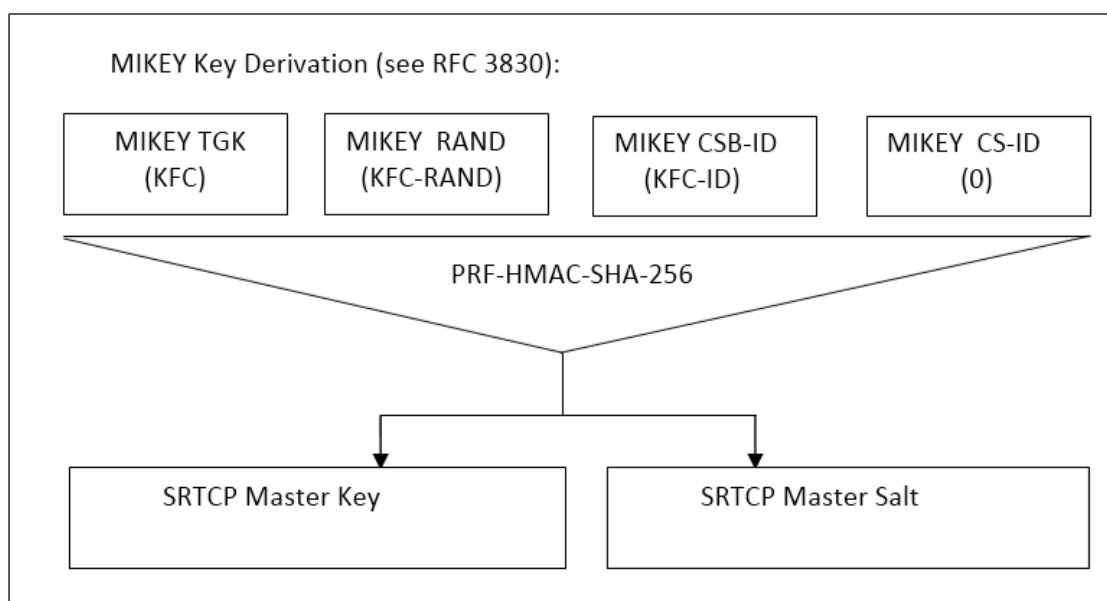 MIKEY Key Derivation (see RFC 3830):
MIKEY TGK
(KFC)
MIKEY RAND
(KFC-RAND)
MIKEY CSB-ID
(KFC-ID)
MIKEY CS-ID
(0)
PRF-HMAC-SHA-256
SRTCP Master Key
SRTCP Master Salt